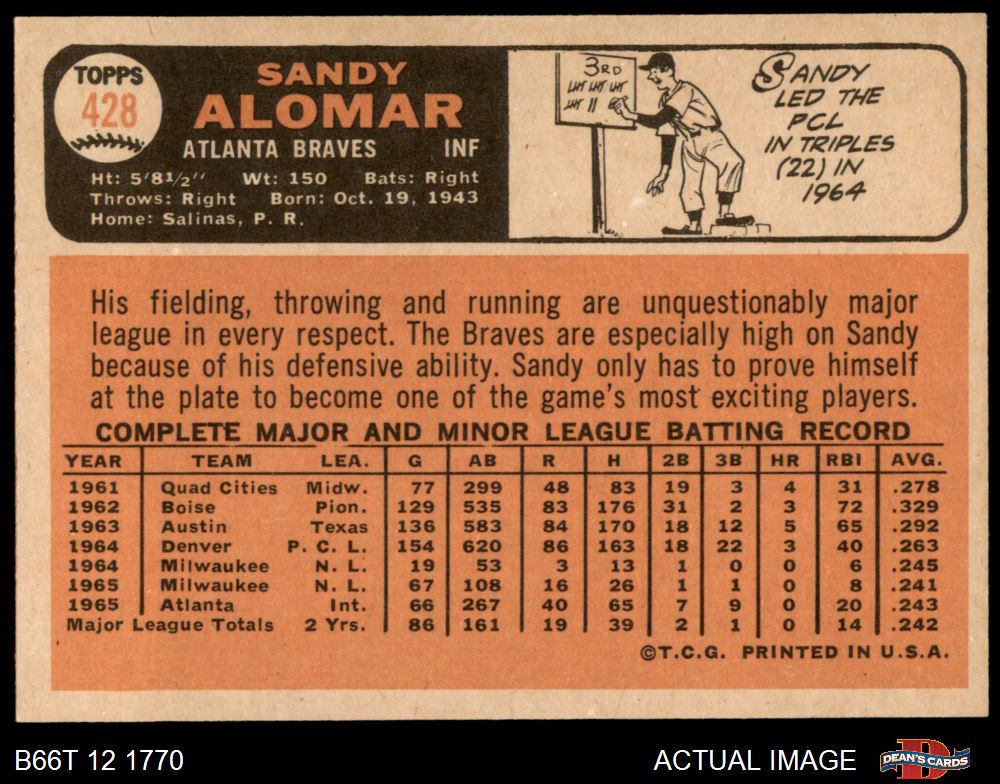 TOPPS
428
SANDY
ALOMAR
ATLANTA BRAVES INF
Ht: 5'8½" Wt: 150 Bats: Right
Throws: Right Born: Oct. 19, 1943
Home: Salinas, P. R.
3RD
SANDY
LED THE
PCL
IN TRIPLES
(22) IN
1964
His fielding, throwing and running are unquestionably major
league in every respect. The Braves are especially high on Sandy
because of his defensive ability. Sandy only has to prove himself
at the plate to become one of the game's most exciting players.
COMPLETE MAJOR AND MINOR LEAGUE BATTING RECORD
YEAR TEAM LEA. G AB R H 2B 3B HR RBI AVG.
1961 Quad Cities Midw. 77 299 48 83 19 3 4 31 .278
1962 Boise Pion. 129 535 83 176 31 2 3 72 .329
1963 Austin Texas 136 583 84 170 18 12 5 65 .292
1964 Denver P. C. L. 154 620 86 163 18 22 3 40 .263
1964 Milwaukee N. L. 19 53 3 13 1 0 0 6 .245
1965 Milwaukee N. L. 67 108 16 26 1 1 0 8 .241
1965 Atlanta Int. 66 267 40 65 7 9 0 20 .243
Major League Totals 2 Yrs. 86 161 19 39 2 1 0 14 .242
©T.C.G. PRINTED IN U.S.A.
B66T 12 1770 ACTUAL IMAGE DEAN'S CARDS